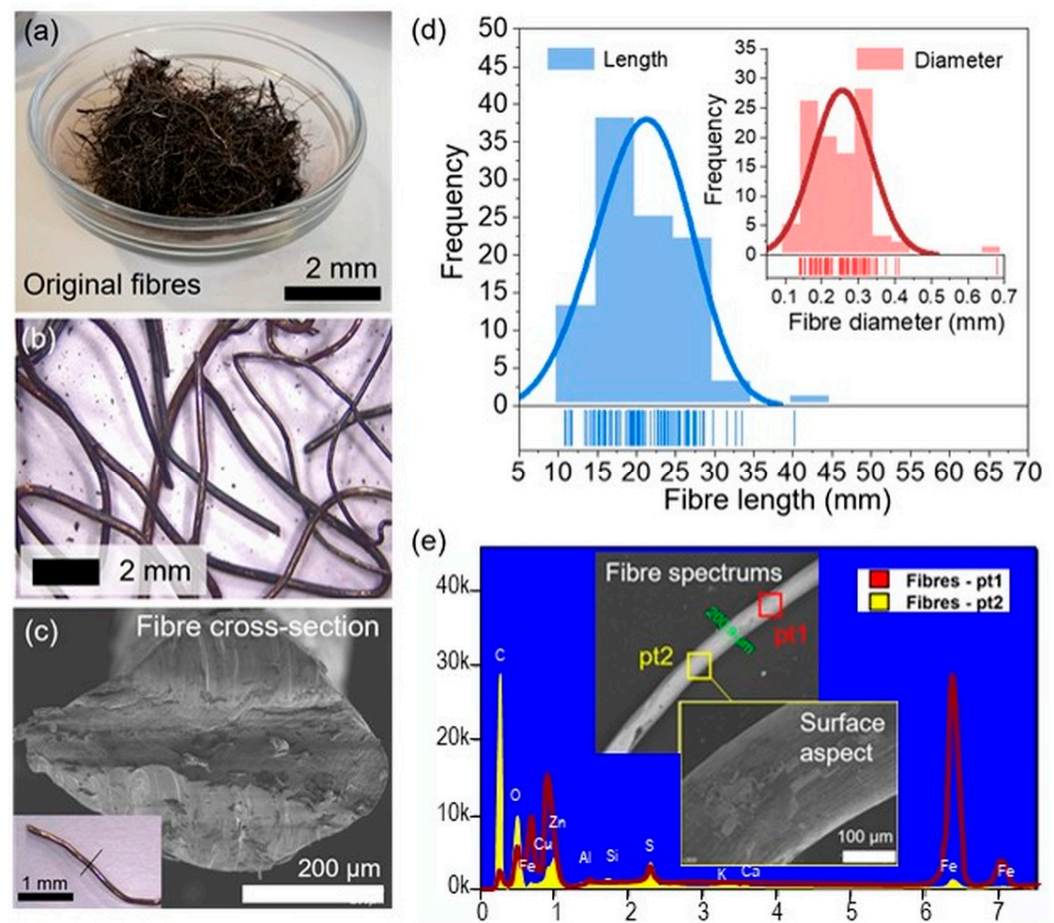 (a)
Original fibres
2 mm
(b)
2 mm
(c)
Fibre cross-section
1 mm
200 μm
(d)
50
45
40
35
30
25
20
15
10
5
0
Frequency
Length
5 10 15 20 25 30 35 40 45 50 55 60 65 70
Fibre length (mm)
35
30
25
20
15
10
5
0
Frequency
Diameter
0.1 0.2 0.3 0.4 0.5 0.6 0.7
Fibre diameter (mm)
(e)
40k
30k
20k
10k
0k
Fibre spectrums
Fibres - pt1
Fibres - pt2
pt1
pt2
Surface
aspect
100 μm
C
O
Fe
Cu
Zn
Al
Si
S
K
Ca
Fe
Fe
0 1 2 3 4 5 6 7